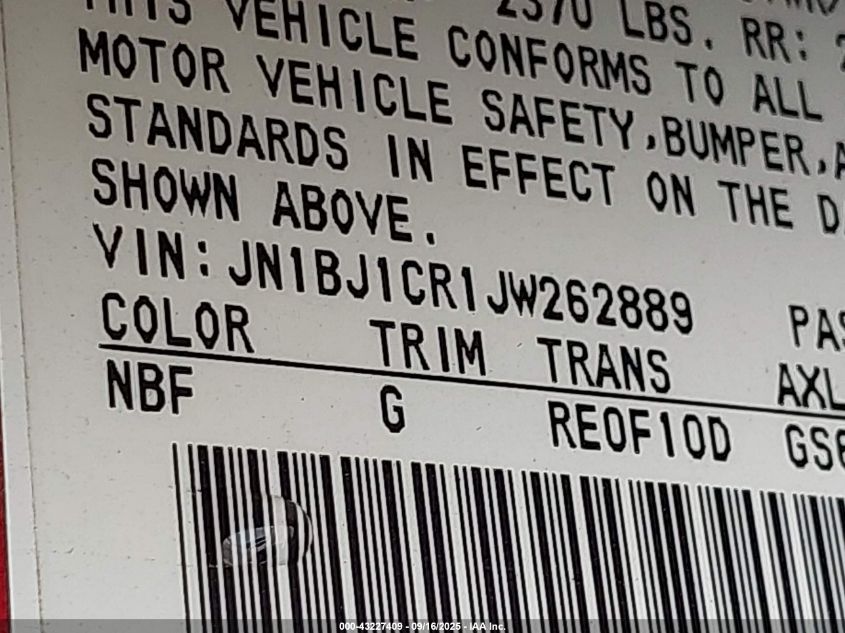 2370 LBS. RR:
THIS VEHICLE CONFORMS TO ALL
MOTOR VEHICLE SAFETY, BUMPER,
STANDARDS IN EFFECT ON THE
SHOWN ABOVE.
VIN: JN1BJ1CR1JW262889
COLOR TRIM TRANS
NBF G RE0F10D
000-43227409 - 09/16/2025 - IAA Inc.